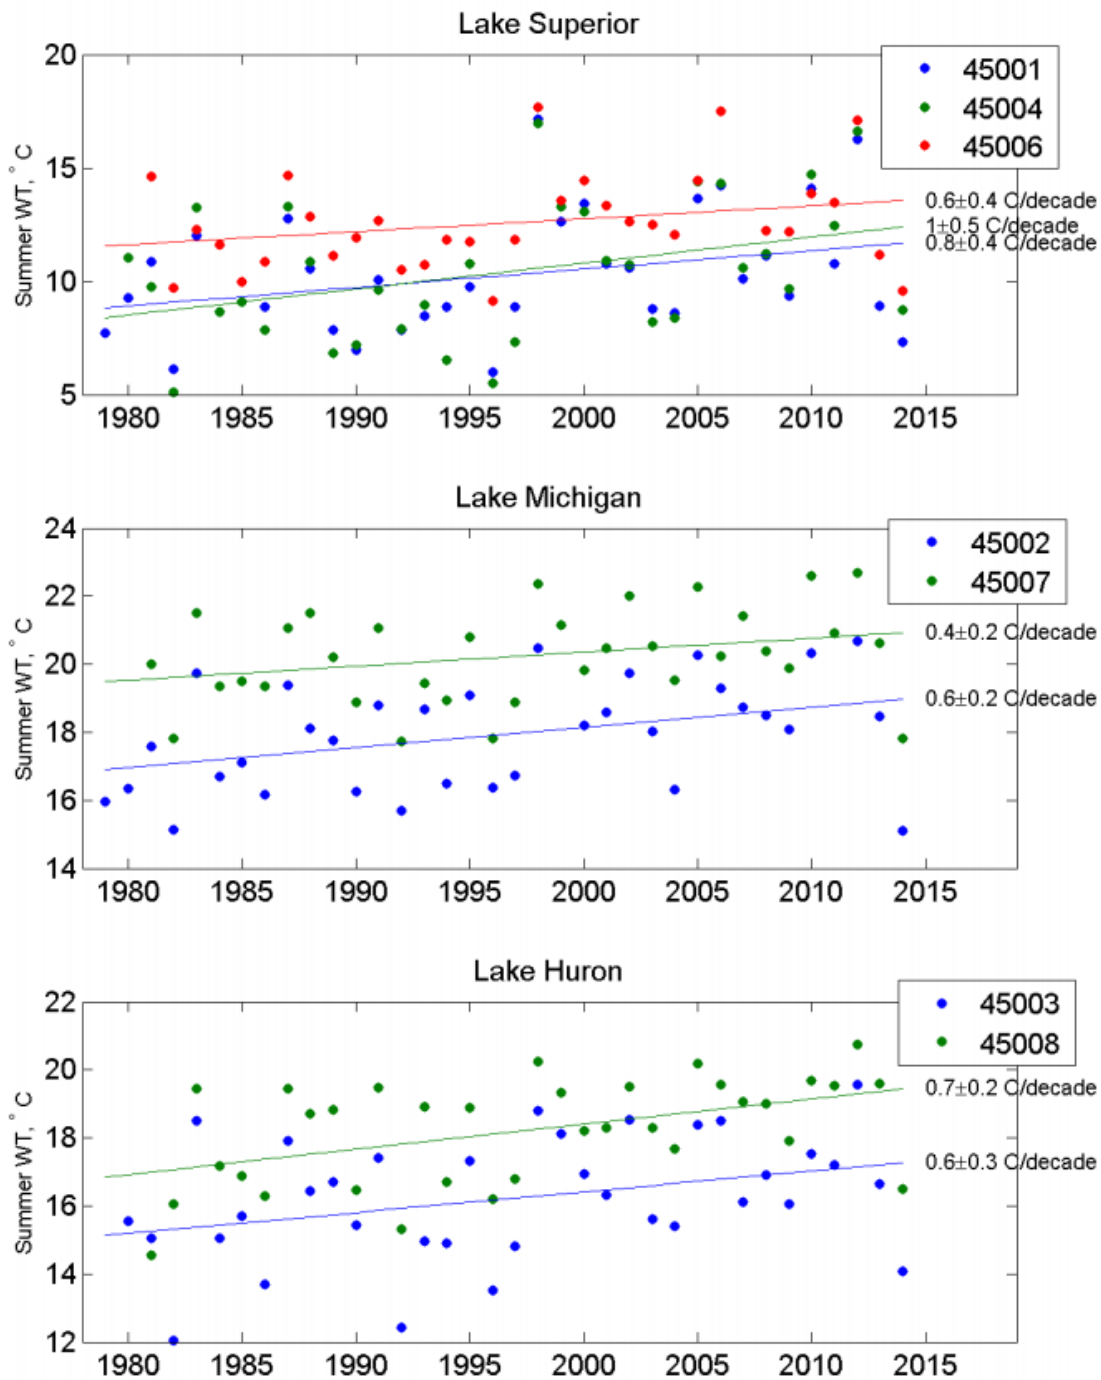 Lake Superior
20
15
10
5
Summer WT, ° C
1980 1985 1990 1995 2000 2005 2010 2015
45001
45004
45006
0.6±0.4 C/decade
1±0.5 C/decade
0.8±0.4 C/decade
Lake Michigan
24
22
20
18
16
14
Summer WT, ° C
1980 1985 1990 1995 2000 2005 2010 2015
45002
45007
0.4±0.2 C/decade
0.6±0.2 C/decade
Lake Huron
22
20
18
16
14
12
Summer WT, ° C
1980 1985 1990 1995 2000 2005 2010 2015
45003
45008
0.7±0.2 C/decade
0.6±0.3 C/decade